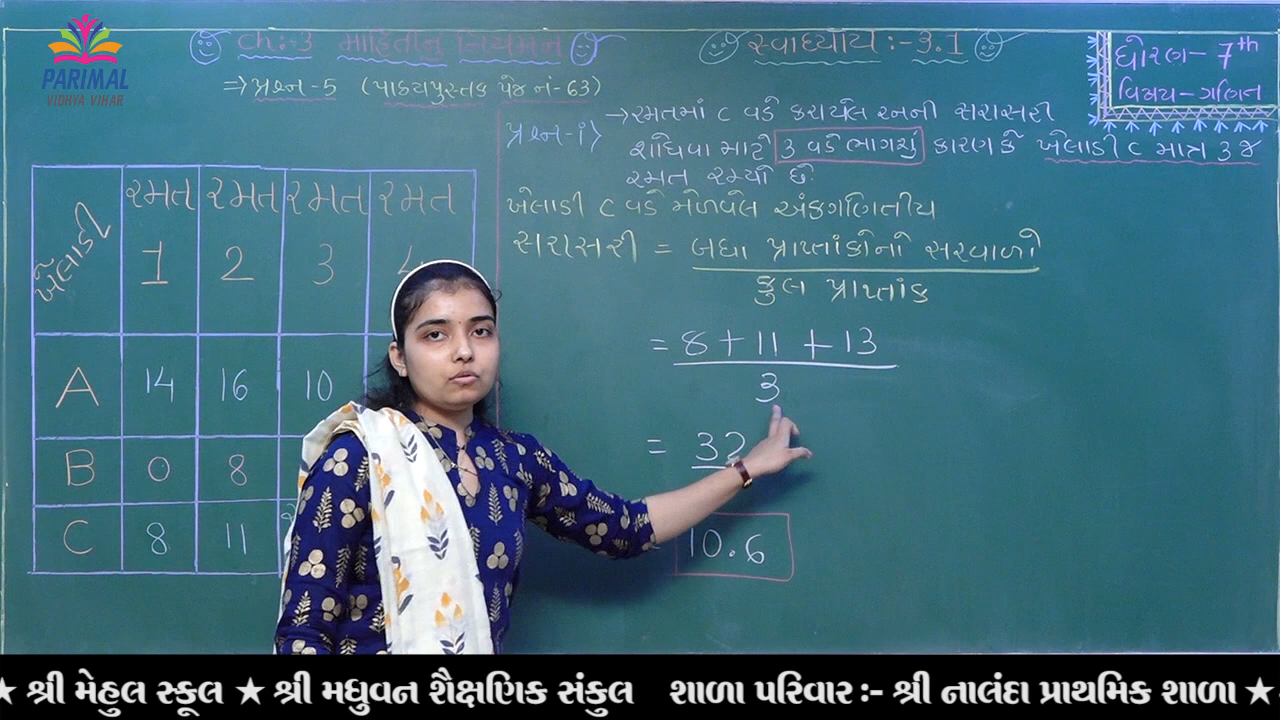 PARIMAL
VIDHYA VIHAR
Ch:-3 માહિતીનું નિયમન
સ્વાધ્યાય :- 3.1
ધોરણ- 7th
વિષય - ગણિત
⇒ પ્રશ્ન-5 (પાઠ્યપુસ્તક પેજ નં-63)
પ્રશ્ન-i) → રમતમાં C વડે કરાયેલ રનની સરાસરી
શોધવા માટે 3 વડે ભાગશું કારણ કે ખેલાડી C માત્ર 3 જ
રમત રમ્યો છે
ખેલાડી C વડે મેળવેલ અંકગણિતીય
સરાસરી = બધા પ્રાપ્તાંકોનો સરવાળો
કુલ પ્રાપ્તાંક
= 8 + 11 + 13
3
= 32
10.6
ખેલાડી રમત 1 રમત 2 રમત 3 રમત 4
A 14 16 10
B 0 8
C 8 11
★ શ્રી મેહુલ સ્કૂલ ★ શ્રી મધુવન શૈક્ષણિક સંકુલ શાળા પરિવાર :- શ્રી નાલંદા પ્રાથમિક શાળા ★